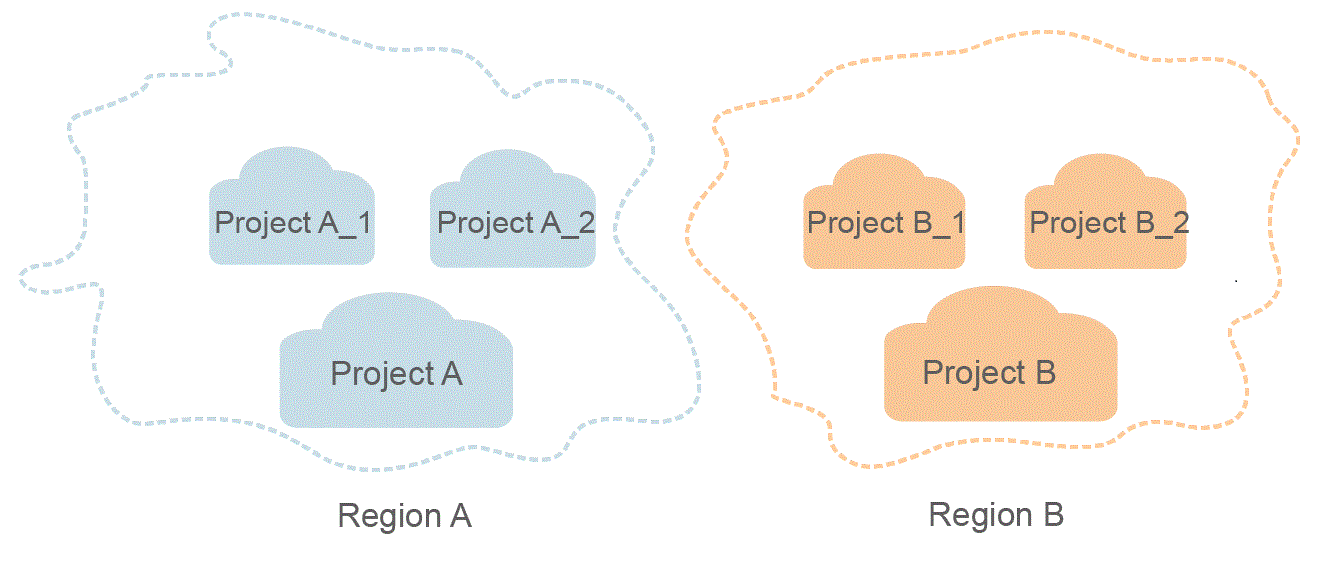 Project A_1
Project A_2
Project A
Region A
Project B_1
Project B_2
Project B
Region B